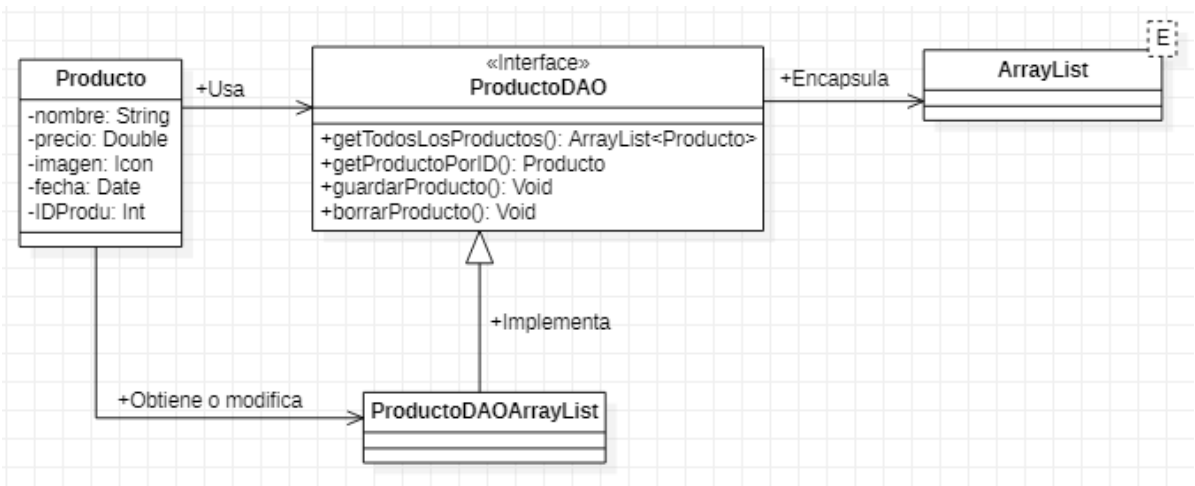 Producto
-nombre: String
-precio: Double
-imagen: Icon
-fecha: Date
-IDProdu: Int
+Usa
«Interface»
ProductoDAO
+getTodosLosProductos(): ArrayList<Producto>
+getProductoPorID(): Producto
+guardarProducto(): Void
+borrarProducto(): Void
+Encapsula
E
ArrayList
+Implementa
+Obtiene o modifica
ProductoDAOArrayList